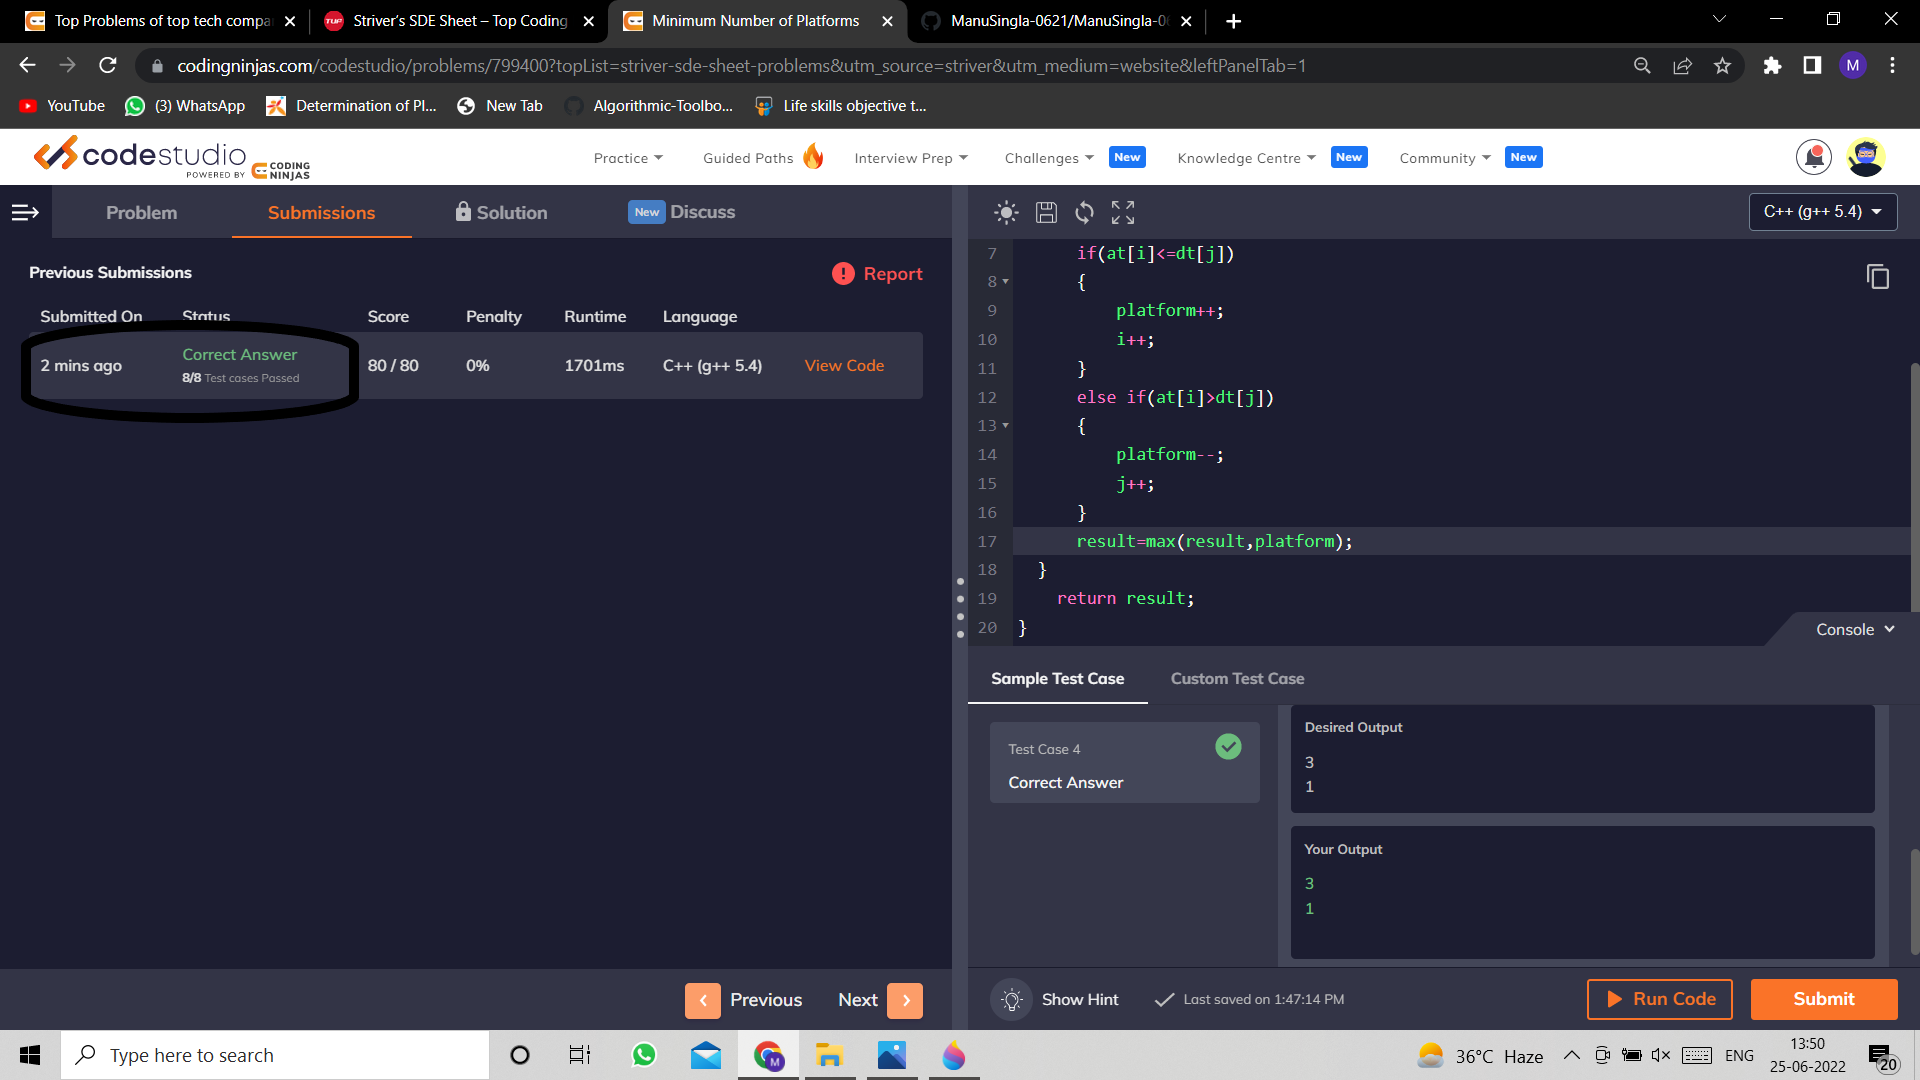 Top Problems of top tech compa
Striver's SDE Sheet – Top Coding
Minimum Number of Platforms
ManuSingla-0621/ManuSingla-06
codingninjas.com/codestudio/problems/799400?topList=striver-sde-sheet-problems&utm_source=striver&utm_medium=website&leftPanelTab=1
M
YouTube
(3) WhatsApp
Determination of Pl...
New Tab
Algorithmic-Toolbo...
Life skills objective t...
codestudio
POWERED BY CODING NINJAS
Practice
Guided Paths
Interview Prep
Challenges New
Knowledge Centre New
Community New
Problem
Submissions
Solution
New Discuss
C++ (g++ 5.4)
Previous Submissions
Report
Submitted On Status Score Penalty Runtime Language
2 mins ago Correct Answer 80 / 80 0% 1701ms C++ (g++ 5.4) View Code
8/8 Test cases Passed
7 if(at[i]<=dt[j])
8 {
9 platform++;
10 i++;
11 }
12 else if(at[i]>dt[j])
13 {
14 platform--;
15 j++;
16 }
17 result=max(result,platform);
18 }
19 return result;
20 }
Console
Sample Test Case
Custom Test Case
Test Case 4
Correct Answer
Desired Output
3
1
Your Output
3
1
Previous
Next
Show Hint
Last saved on 1:47:14 PM
Run Code
Submit
Type here to search
M
36°C Haze
ENG
13:50
25-06-2022
20